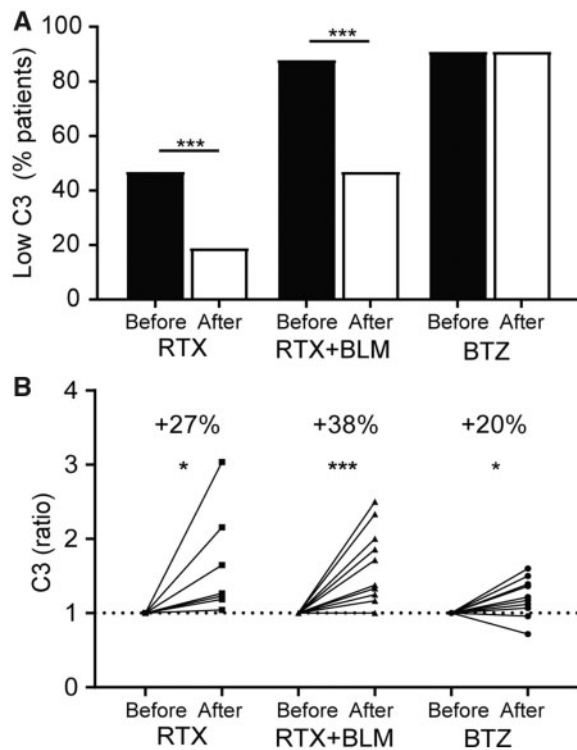 A
Low C3 (% patients)
100
80
60
40
20
0
***
***
Before After Before After Before After
RTX RTX+BLM BTZ
B
C3 (ratio)
4
3
2
1
0
+27% +38% +20%
* *** *
Before After Before After Before After
RTX RTX+BLM BTZ